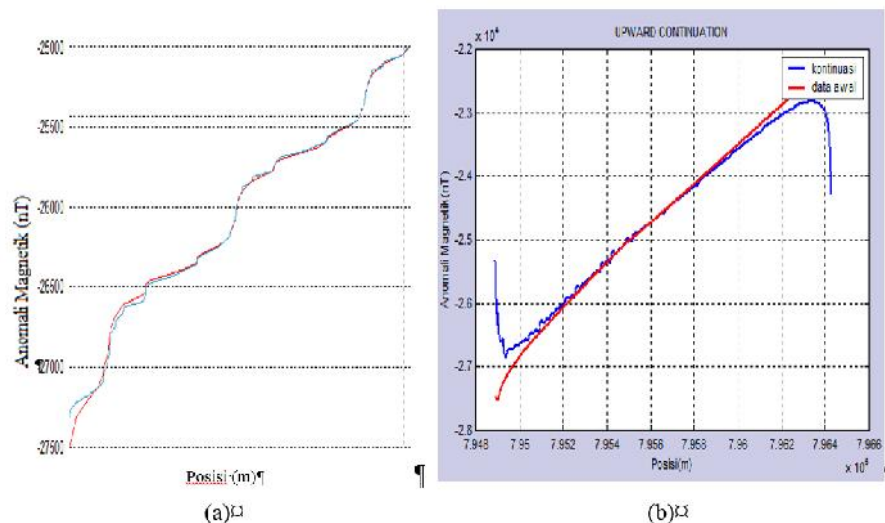 -25000
-25500
-26000
-26500
-27000
-27500
Anomali Magnetik (nT)
¶
Posisi·(m)¶
¶
(a)¤
x 10⁴
UPWARD CONTINUATION
kontinuasi
data awal
-2.2
-2.3
-2.4
-2.5
-2.6
-2.7
-2.8
Anomali Magnetik(nT)
7.948 7.95 7.952 7.954 7.956 7.958 7.96 7.962 7.964 7.966
Posisi(m)
(b)¤